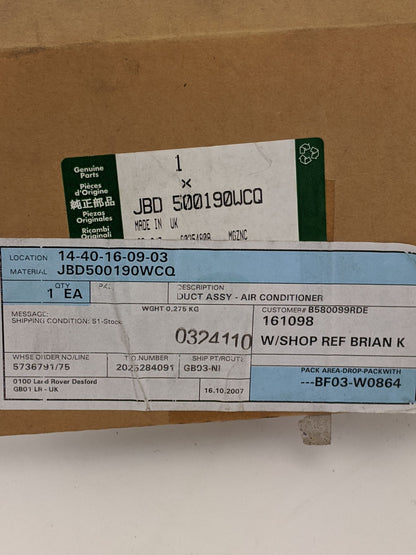 Genuine
Parts
Pièces
d'Origine
純正部品
Piezas
Originales
Ricambi
Originali
1
×
JBD 500190WCQ
MADE IN UK
MGZNC
LOCATION 14-40-16-09-03
MATERIAL JBD500190WCQ
QTY
1 EA
DESCRIPTION
DUCT ASSY - AIR CONDITIONER
WGHT 0.275 KG
MESSAGE:
SHIPPING CONDITION: S1-Stock
0324110
CUSTOMER# B580099RDE
161098
W/SHOP REF BRIAN K
WHSE ORDER NO/LINE
5736791/75
T.O.NUMBER
2025284091
SHIP PT/ROUTE
GB03-NI
0100 Land Rover Desford
GB01 LR - UK
16.10.2007
PACK AREA-DROP-PACKWITH
---BF03-W0864